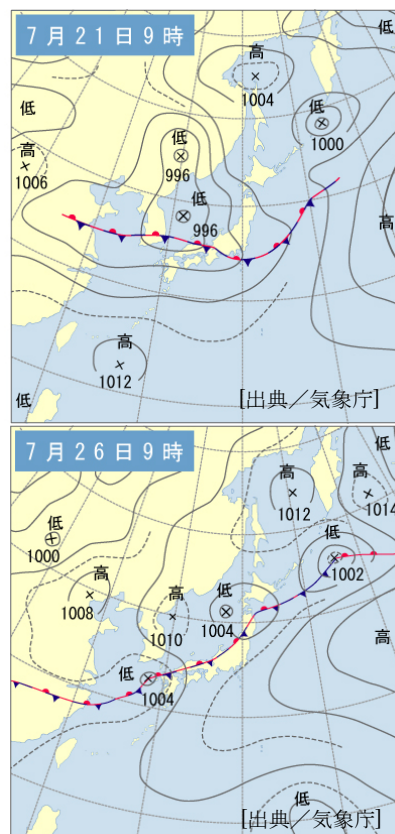 7月21日9時
高
1004
低
低
1000
低
高
1006
低
996
低
996
高
高
1012
低
[出典／気象庁]
7月26日9時
低
高
1012
高
1014
低
1000
低
1002
高
1008
高
1010
低
1004
高
低
1004
低
[出典／気象庁]